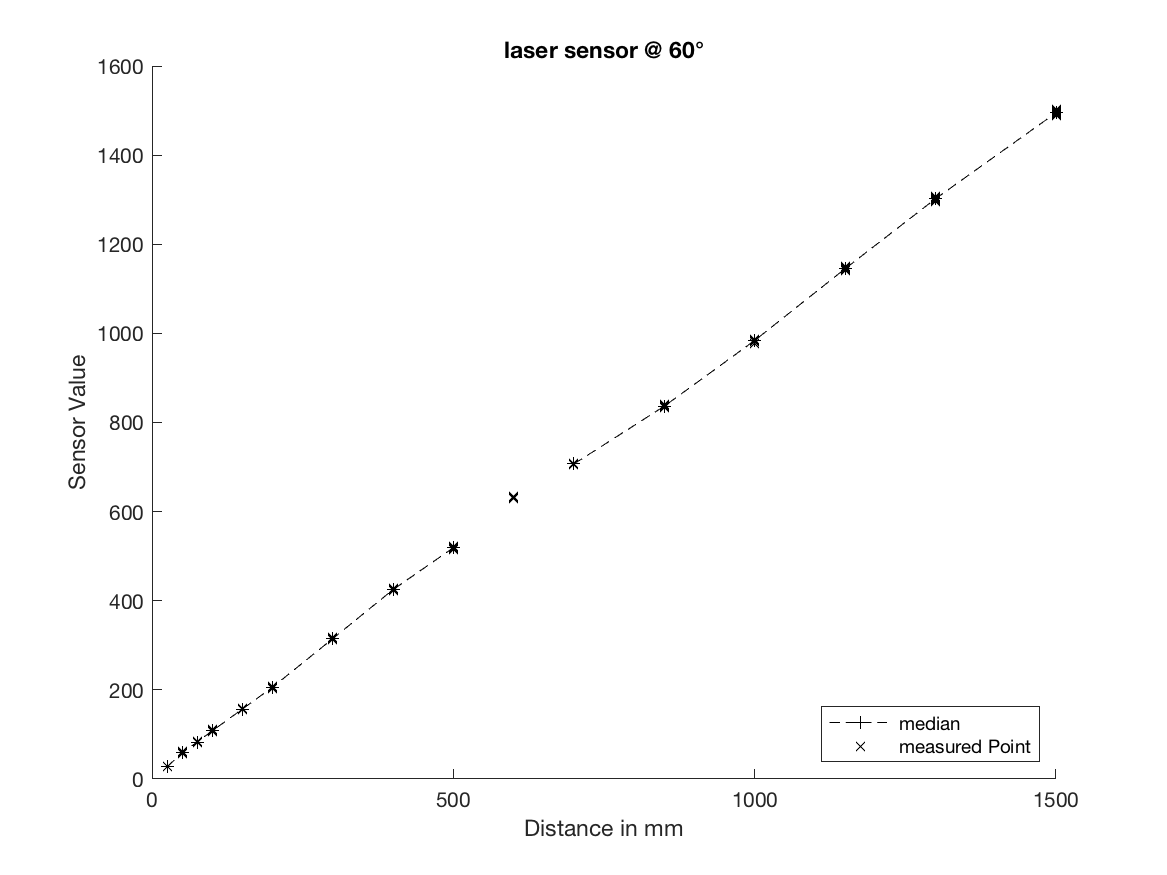 laser sensor @ 60°
1600
1400
1200
1000
800
600
400
200
0
Sensor Value
0 500 1000 1500
Distance in mm
median
measured Point